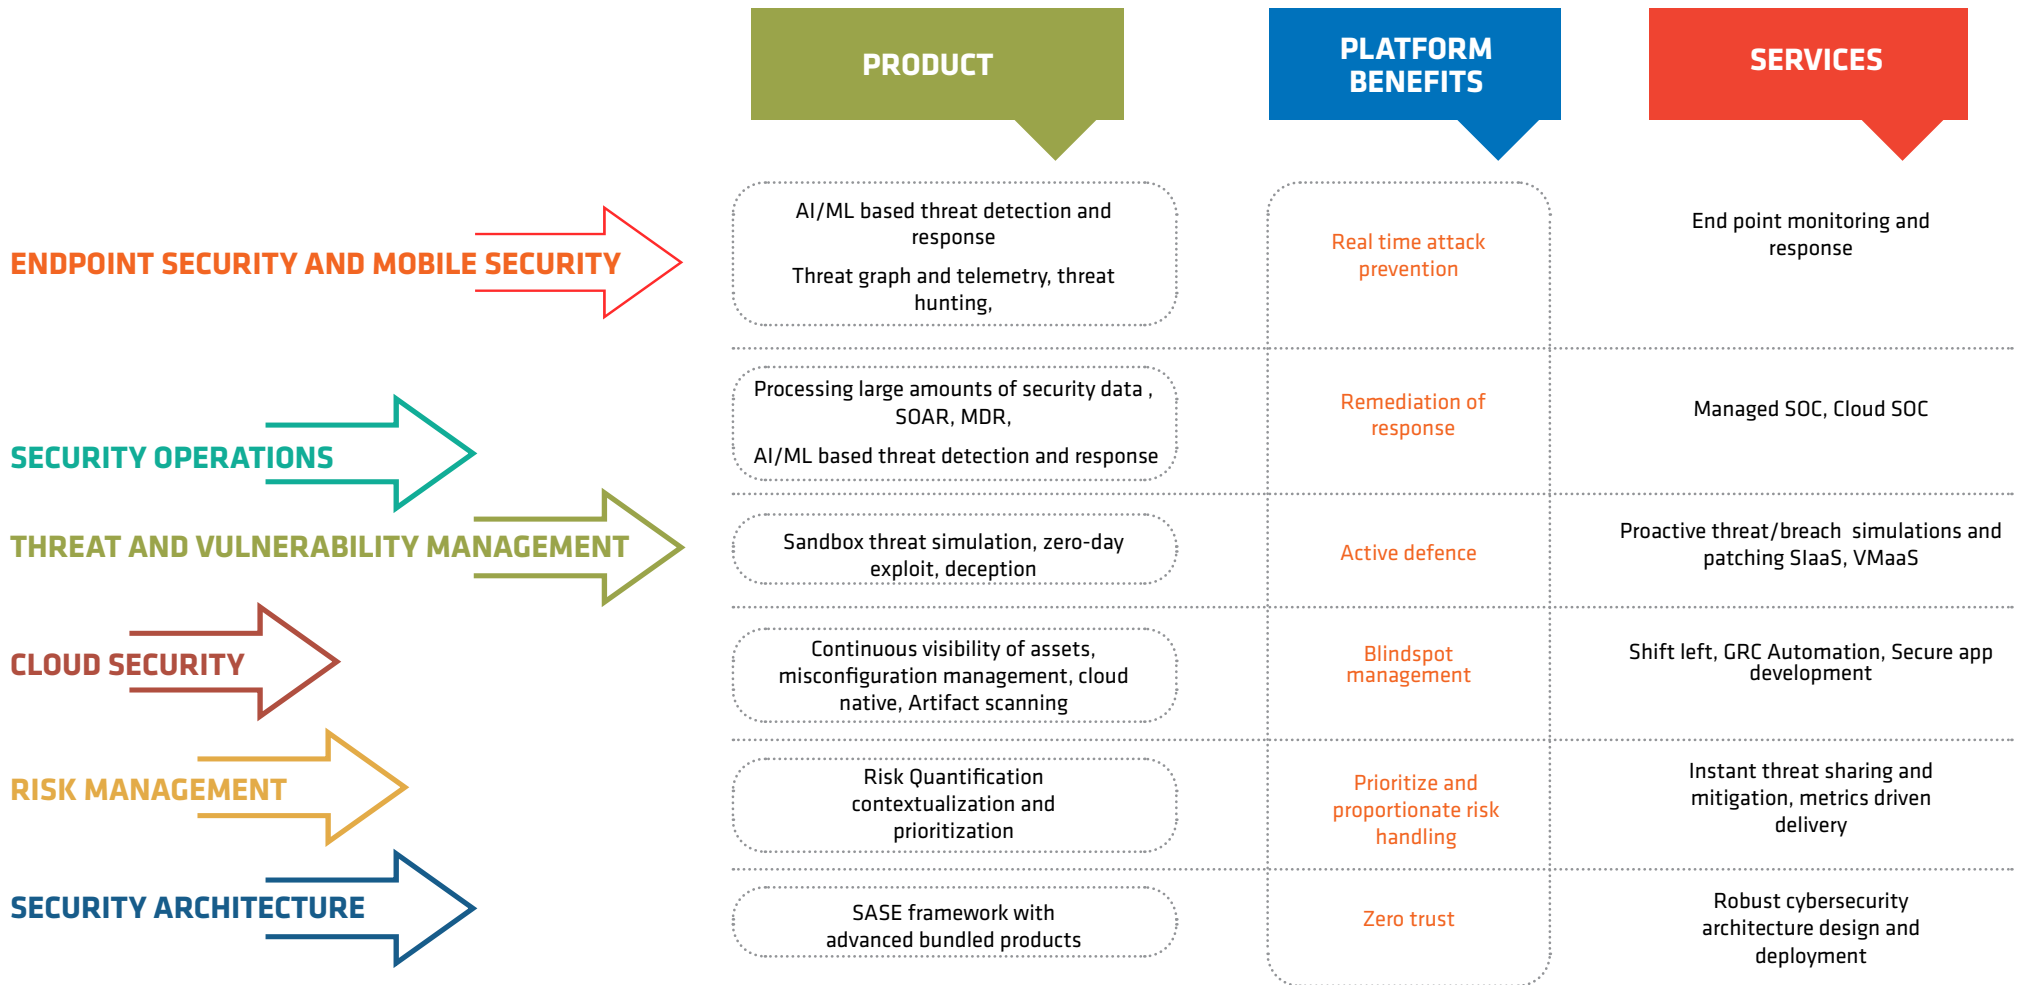 PRODUCT
PLATFORM
BENEFITS
SERVICES
ENDPOINT SECURITY AND MOBILE SECURITY
AI/ML based threat detection and
response
Threat graph and telemetry, threat
hunting,
Real time attack
prevention
End point monitoring and
response
SECURITY OPERATIONS
Processing large amounts of security data ,
SOAR, MDR,
AI/ML based threat detection and response
Remediation of
response
Managed SOC, Cloud SOC
THREAT AND VULNERABILITY MANAGEMENT
Sandbox threat simulation, zero-day
exploit, deception
Active defence
Proactive threat/breach  simulations and
patching SIaaS, VMaaS
CLOUD SECURITY
Continuous visibility of assets,
misconfiguration management, cloud
native, Artifact scanning
Blindspot
management
Shift left, GRC Automation, Secure app
development
RISK MANAGEMENT
Risk Quantification
contextualization and
prioritization
Prioritize and
proportionate risk
handling
Instant threat sharing and
mitigation, metrics driven
delivery
SECURITY ARCHITECTURE
SASE framework with
advanced bundled products
Zero trust
Robust cybersecurity
architecture design and
deployment